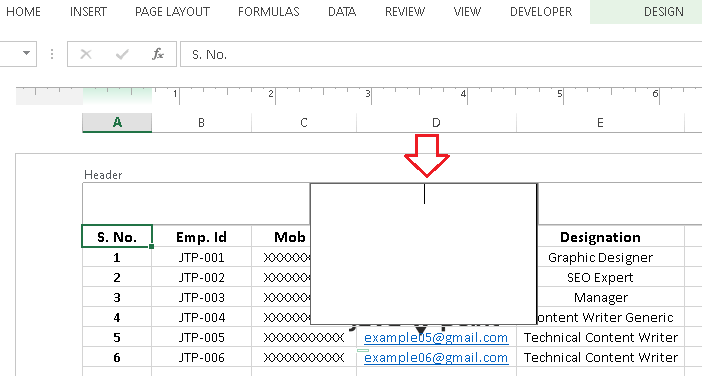 HOME INSERT PAGE LAYOUT FORMULAS DATA REVIEW VIEW DEVELOPER DESIGN
fx S. No.
1 2 3 4 5 6
A B C D E
Header
S. No. Emp. Id Mob Designation
1 JTP-001 XXXXXX Graphic Designer
2 JTP-002 XXXXXX SEO Expert
3 JTP-003 XXXXXX Manager
4 JTP-004 XXXXXX ontent Writer Generic
5 JTP-005 XXXXXXXXXX example05@gmail.com Technical Content Writer
6 JTP-006 XXXXXXXXXX example06@gmail.com Technical Content Writer